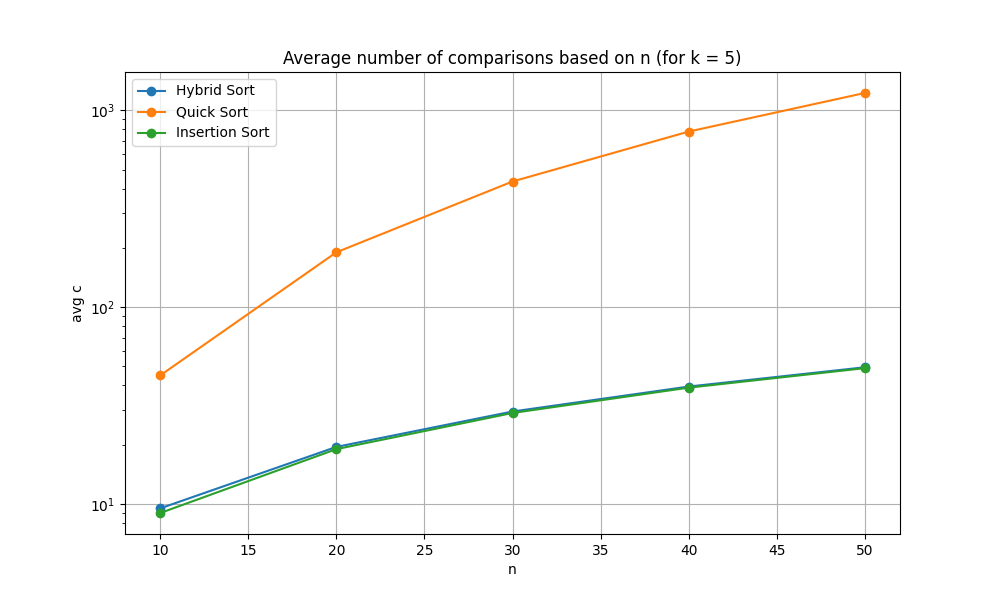 Average number of comparisons based on n (for k = 5)
Hybrid Sort
Quick Sort
Insertion Sort
10³
10²
10¹
avg c
10 15 20 25 30 35 40 45 50
n